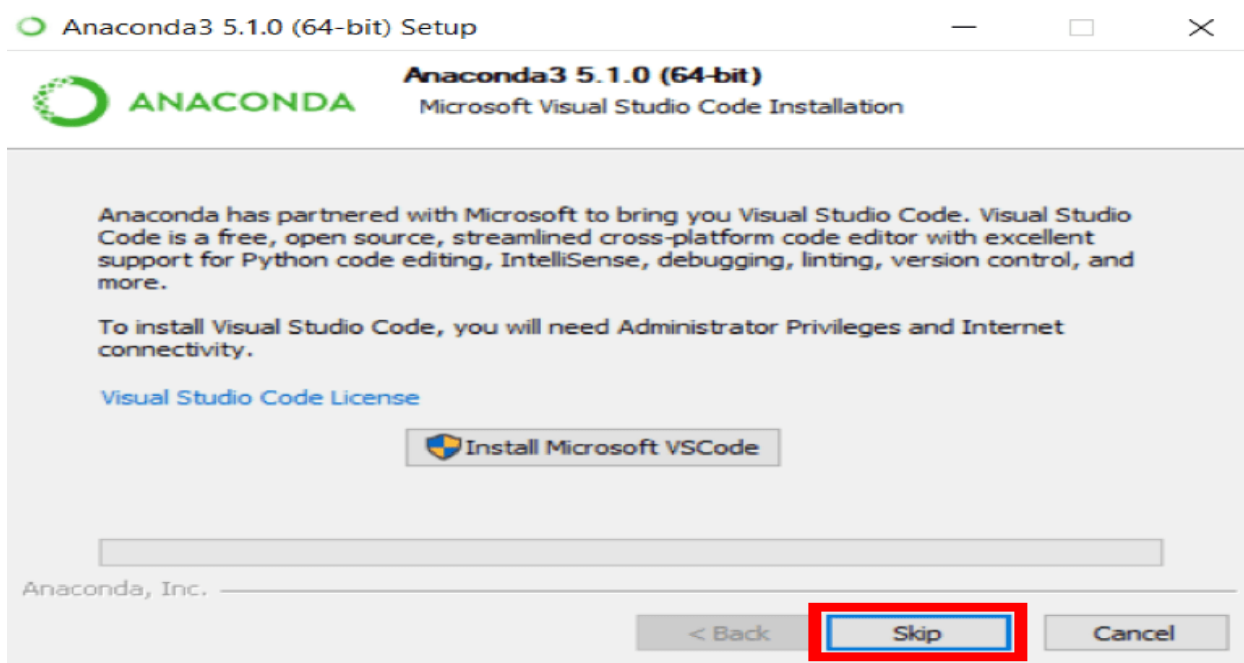 Anaconda3 5.1.0 (64-bit) Setup
ANACONDA
Anaconda3 5.1.0 (64-bit)
Microsoft Visual Studio Code Installation
Anaconda has partnered with Microsoft to bring you Visual Studio Code. Visual Studio
Code is a free, open source, streamlined cross-platform code editor with excellent
support for Python code editing, IntelliSense, debugging, linting, version control, and
more.
To install Visual Studio Code, you will need Administrator Privileges and Internet
connectivity.
Visual Studio Code License
Install Microsoft VSCode
Anaconda, Inc.
< Back
Skip
Cancel